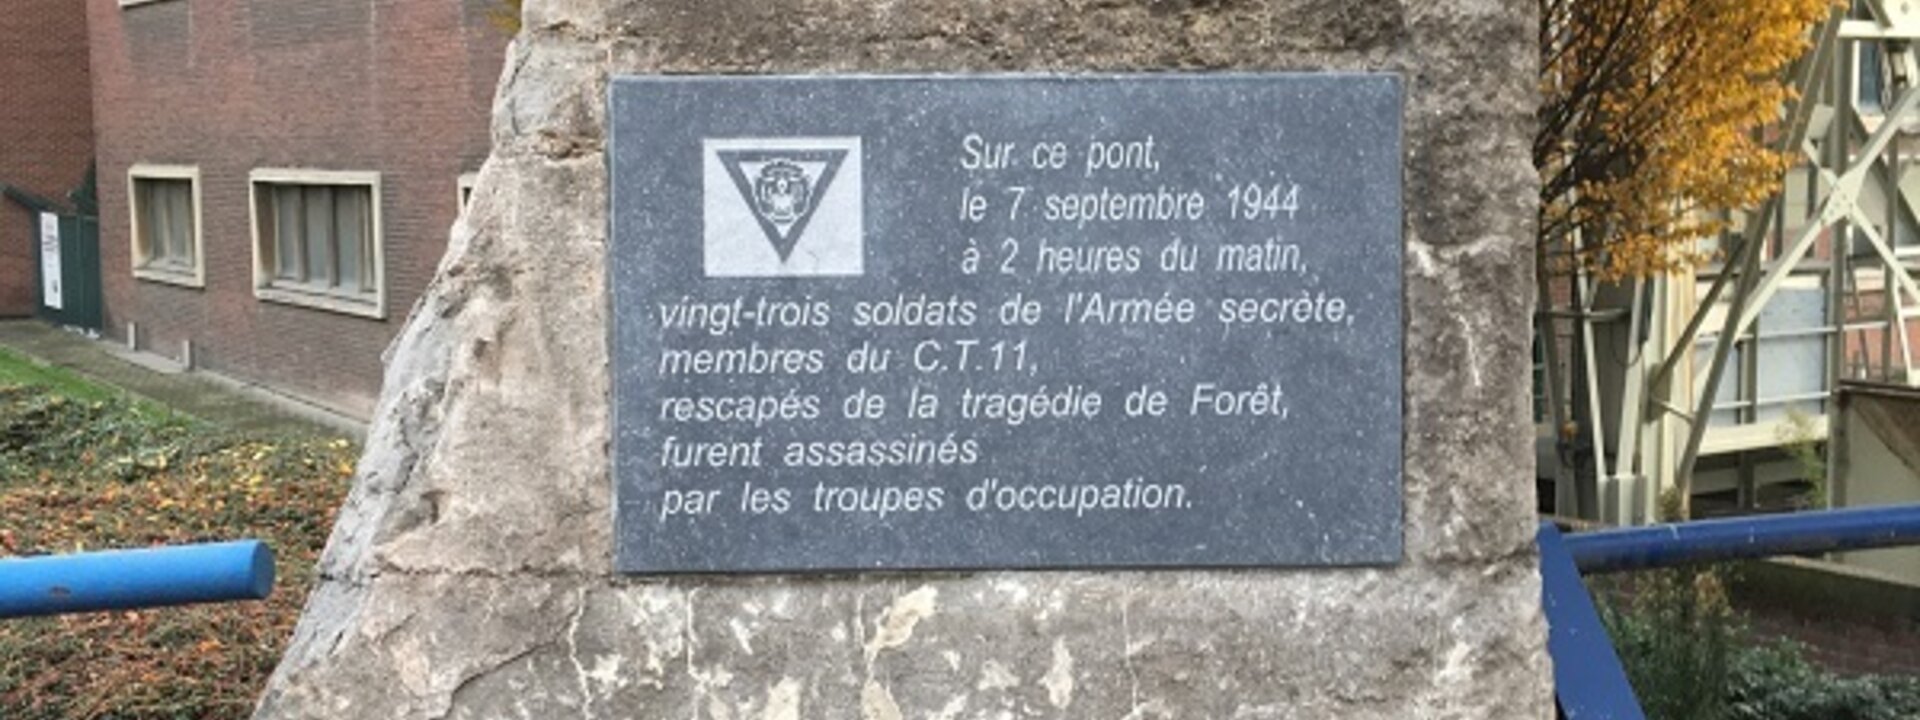 Sur ce pont,
le 7 septembre 1944
à 2 heures du matin,
vingt-trois soldats de l'Armée secrète,
membres du C.T.11,
rescapés de la tragédie de Forêt,
furent assassinés
par les troupes d'occupation.